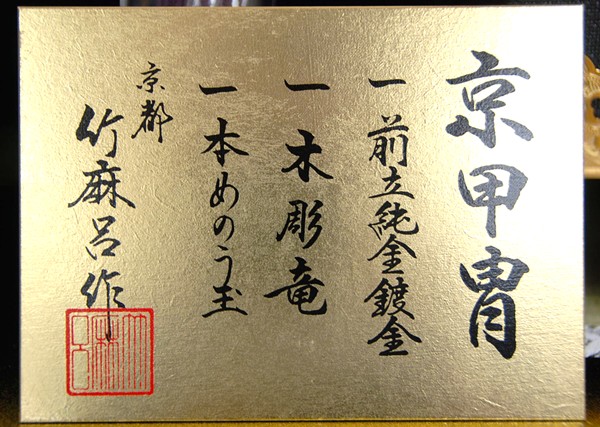 京甲冑
一 前立純金鍍金
一 木彫竜
一 本めのう玉
京都
竹麻呂作